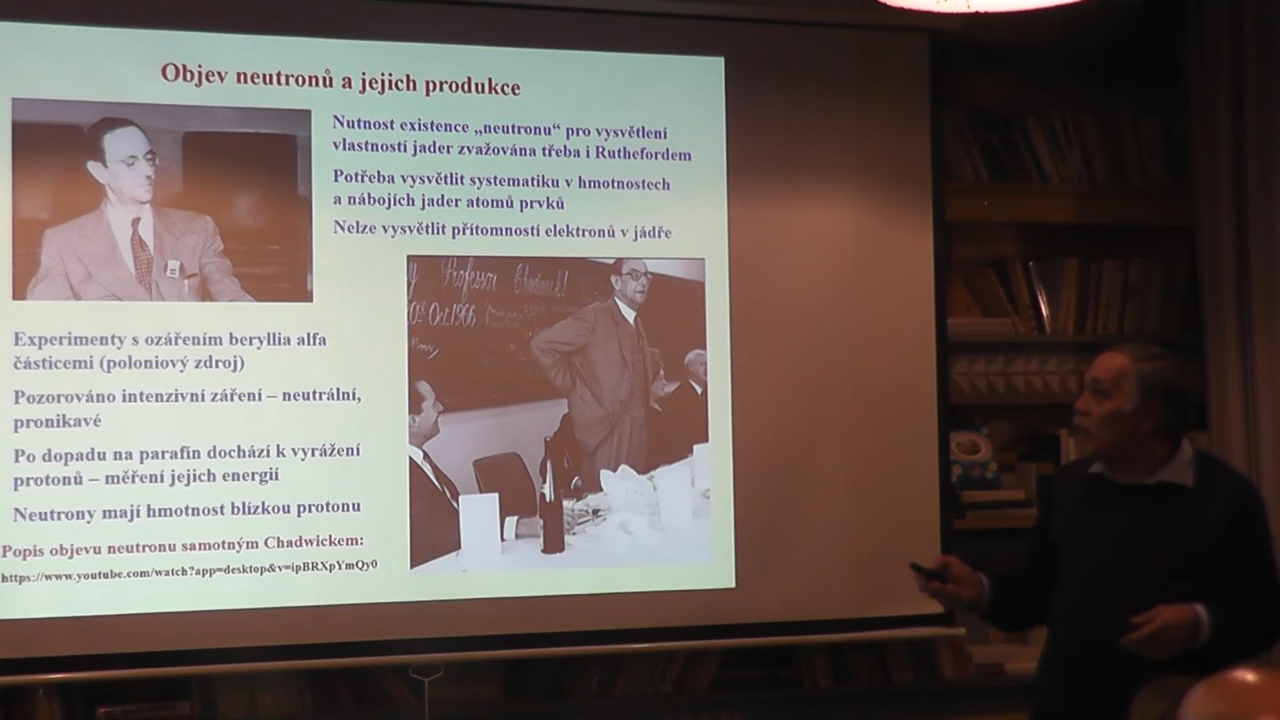 Objev neutronů a jejich produkce
Nutnost existence „neutronu“ pro vysvětlení
vlastností jader zvažována třeba i Ruthefordem
Potřeba vysvětlit systematiku v hmotnostech
a nábojích jader atomů prvků
Nelze vysvětlit přítomností elektronů v jádře
Professor
Oct. 1966
Experimenty s ozářením beryllia alfa
částicemi (poloniový zdroj)
Pozorováno intenzivní záření – neutrální,
pronikavé
Po dopadu na parafín dochází k vyrážení
protonů – měření jejich energií
Neutrony mají hmotnost blízkou protonu
Popis objevu neutronu samotným Chadwickem:
https://www.youtube.com/watch?app=desktop&v=ipBRXpYmQy0